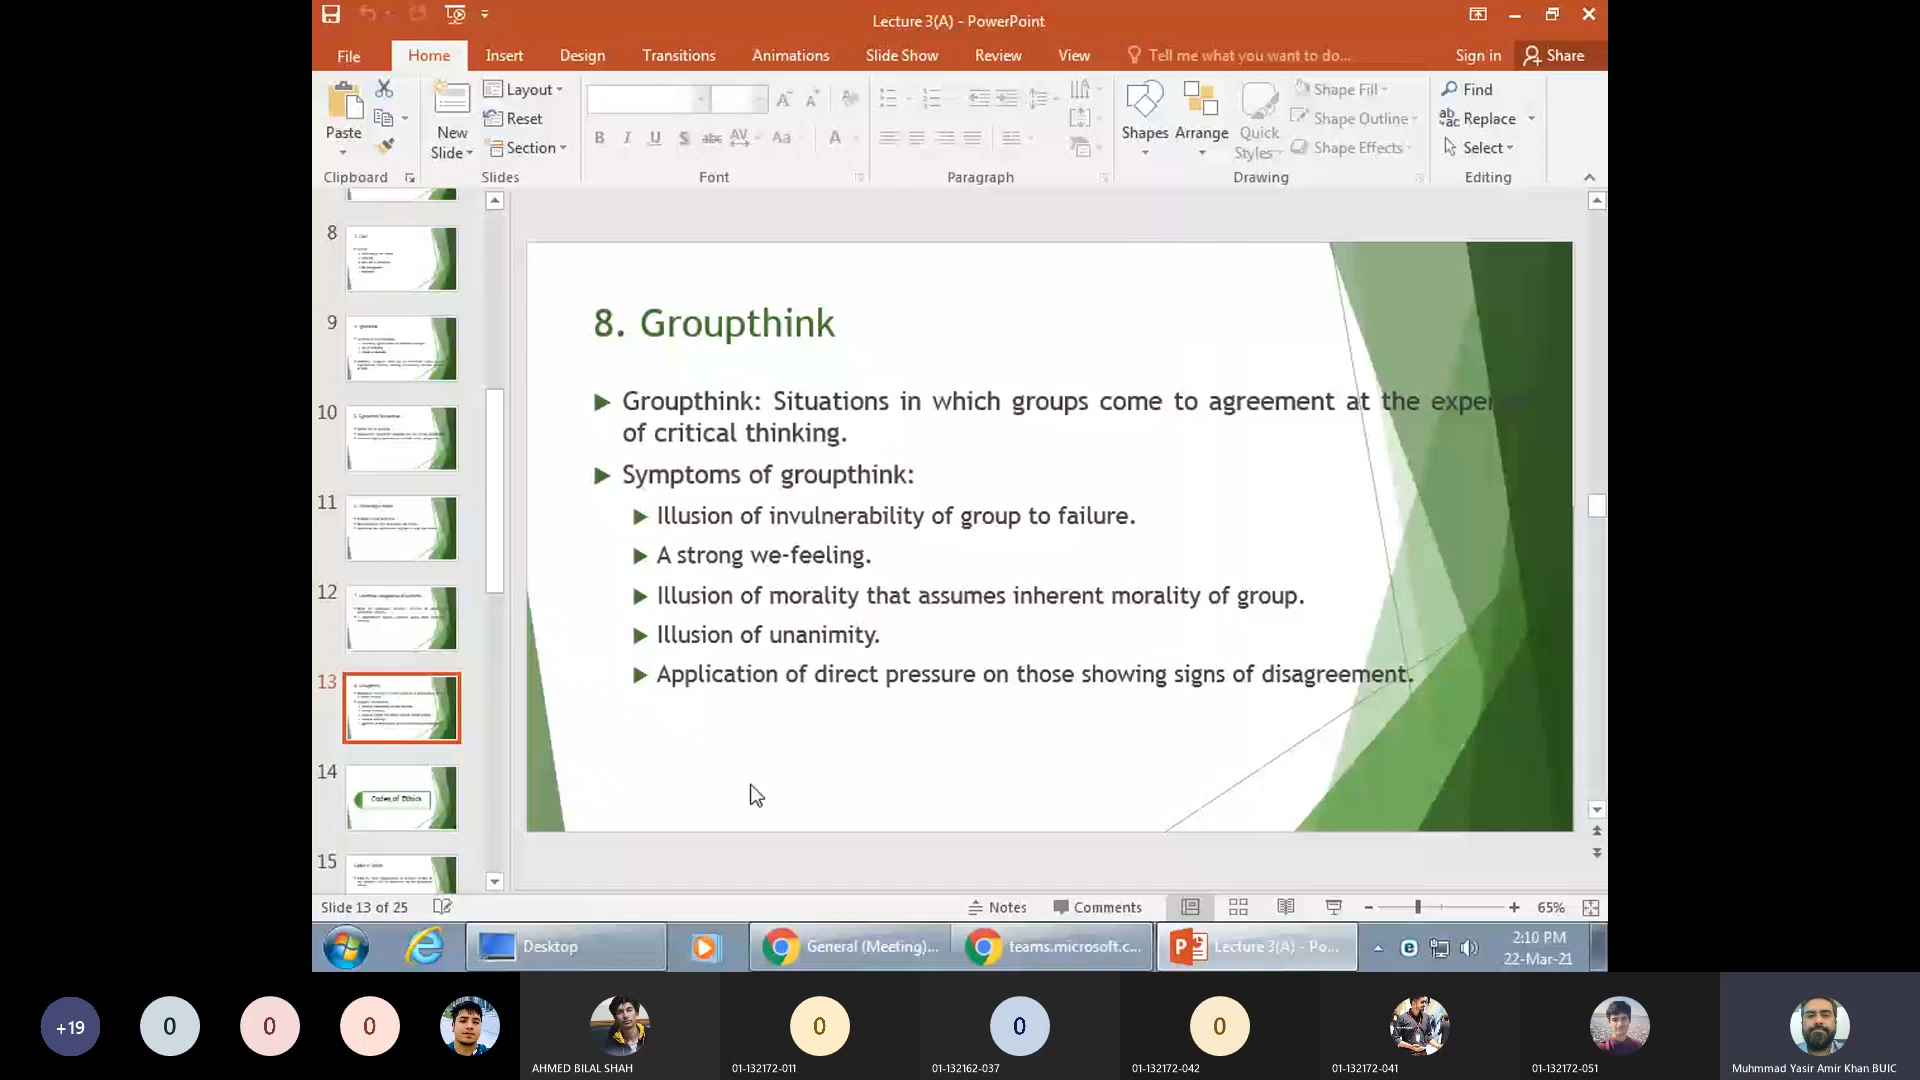 Lecture 3(A) - PowerPoint
File Home Insert Design Transitions Animations Slide Show Review View Tell me what you want to do... Sign in Share
Paste
New
Slide
Layout
Reset
Section
B I U S abc AV Aa A
Shapes
Arrange
Quick
Styles
Shape Fill
Shape Outline
Shape Effects
Find
Replace
Select
Clipboard Slides Font Paragraph Drawing Editing
8
9
10
11
12
13
14
Codes of Ethics
15
8. Groupthink
Groupthink: Situations in which groups come to agreement at the
of critical thinking.
Symptoms of groupthink:
Illusion of invulnerability of group to failure.
A strong we-feeling.
Illusion of morality that assumes inherent morality of group.
Illusion of unanimity.
Application of direct pressure on those showing signs of disagreement.
Slide 13 of 25 Notes Comments 65%
Desktop General (Meeting)... teams.microsoft.c... Lecture 3(A) - Po...
2:10 PM
22-Mar-21
+19 0 0 0 0 0 0
AHMED BILAL SHAH 01-132172-011 01-132162-037 01-132172-042 01-132172-041 01-132172-051 Muhmmad Yasir Amir Khan BUIC